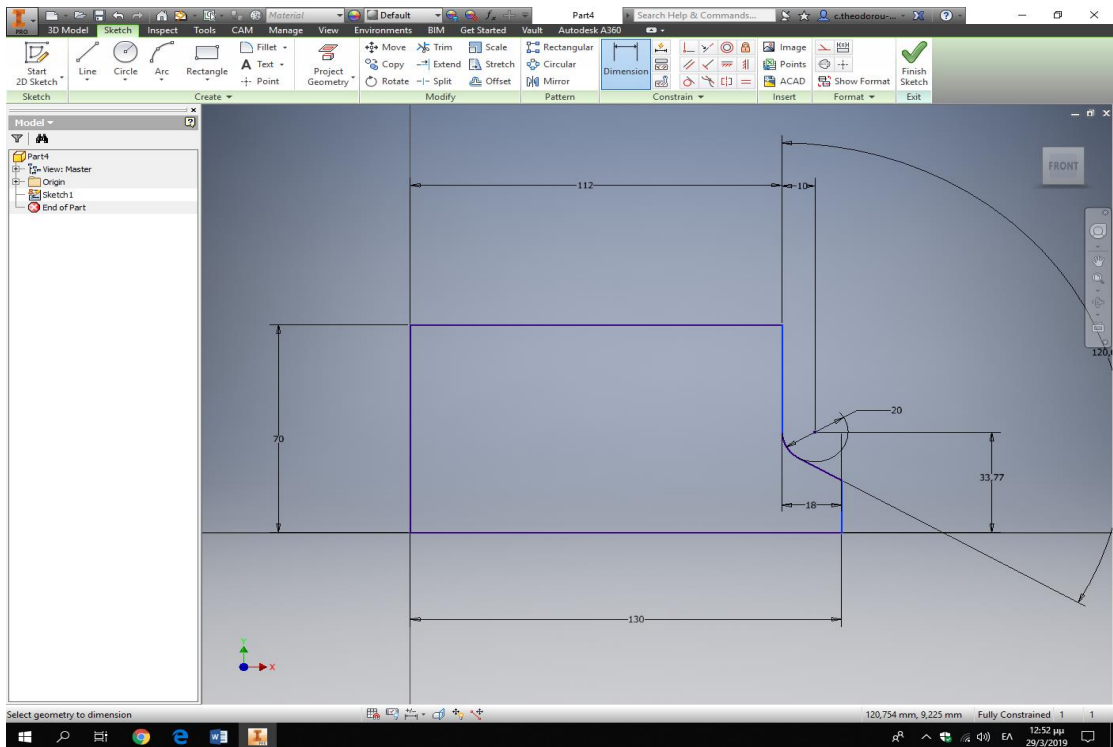 Material Default fx Part4 Search Help & Commands... c.theodorou-...
PRO 3D Model Sketch Inspect Tools CAM Manage View Environments BIM Get Started Vault Autodesk A360
Start 2D Sketch
Line
Circle
Arc
Rectangle
Fillet
Text
Point
Project Geometry
Move Trim Scale
Copy Extend Stretch
Rotate Split Offset
Rectangular
Circular
Mirror
Dimension
Image
Points
ACAD
Show Format
Finish Sketch
Sketch Create Modify Pattern Constrain Insert Format Exit
Model
Part4
View: Master
Origin
Sketch1
End of Part
FRONT
112
10
120,
20
70
33,77
18
130
Y
X
Select geometry to dimension 120,754 mm, 9,225 mm Fully Constrained 1 1
ΕΛ 12:52 μμ
29/3/2019